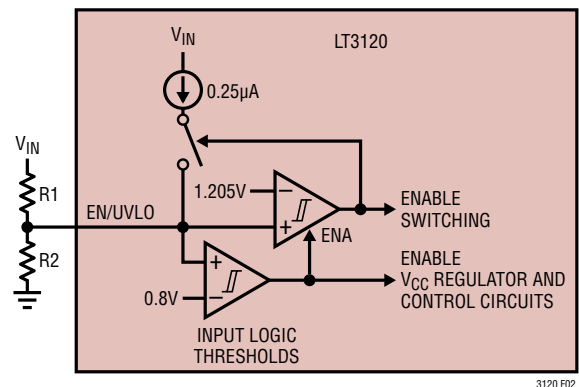 V_IN
LT3120
0.25µA
V_IN
R1
1.205V
−
ENABLE
SWITCHING
EN/UVLO
+
ENA
R2
+
ENABLE
V_CC REGULATOR AND
CONTROL CIRCUITS
0.8V
−
INPUT LOGIC
THRESHOLDS
3120 F02